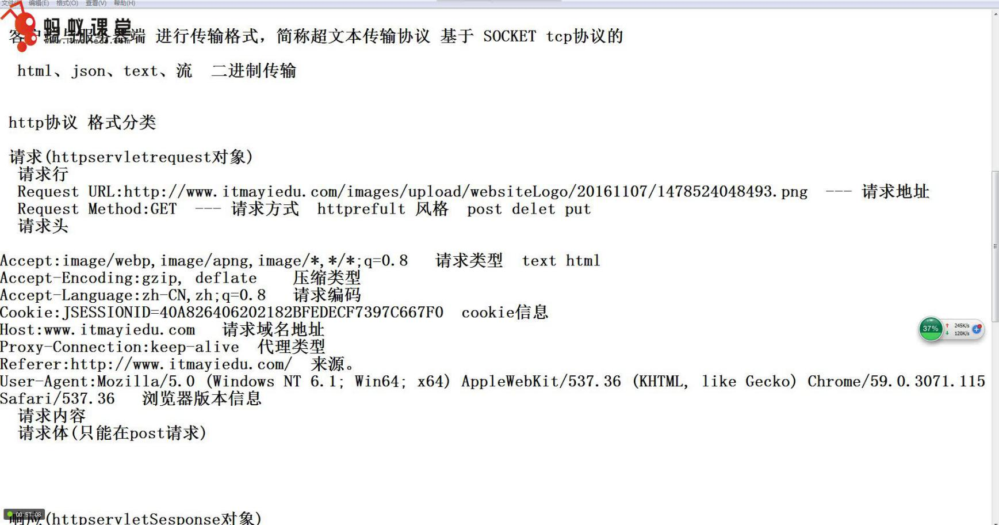 文件(F) 编辑(E) 格式(O) 查看(V) 帮助(H)
蚂蚁课堂
www.itmayiedu.com
客户端与服务器端 进行传输格式，简称超文本传输协议 基于 SOCKET tcp协议的
html、json、text、流 二进制传输
http协议 格式分类
请求(httpservletrequest对象)
请求行
Request URL:http://www.itmayiedu.com/images/upload/websiteLogo/20161107/1478524048493.png --- 请求地址
Request Method:GET --- 请求方式 httprefult 风格 post delet put
请求头
Accept:image/webp,image/apng,image/*,*/*;q=0.8 请求类型 text html
Accept-Encoding:gzip, deflate 压缩类型
Accept-Language:zh-CN,zh;q=0.8 请求编码
Cookie:JSESSIONID=40A826406202182BFEDECF7397C667F0 cookie信息
Host:www.itmayiedu.com 请求域名地址
37%
245K/s
120K/s
Proxy-Connection:keep-alive 代理类型
Referer:http://www.itmayiedu.com/ 来源。
User-Agent:Mozilla/5.0 (Windows NT 6.1; Win64; x64) AppleWebKit/537.36 (KHTML, like Gecko) Chrome/59.0.3071.115
Safari/537.36 浏览器版本信息
请求内容
请求体(只能在post请求)
00:57:08
响应(httpservletSesponse对象)